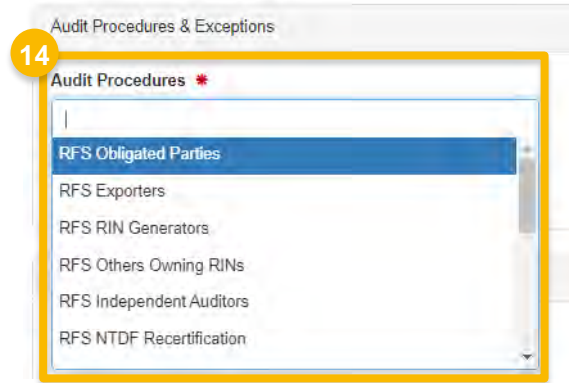 Audit Procedures & Exceptions
14
Audit Procedures *
RFS Obligated Parties
RFS Exporters
RFS RIN Generators
RFS Others Owning RINs
RFS Independent Auditors
RFS NTDF Recertification